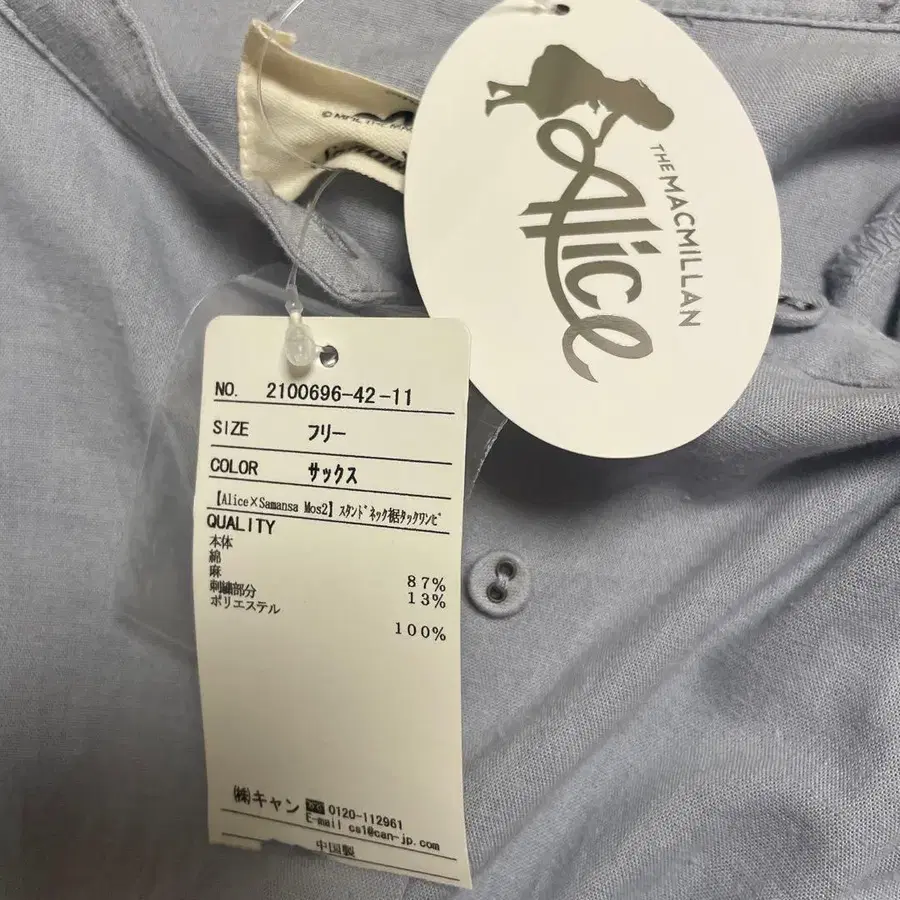 THE MACMILLAN
Alice
NO. 2100696-42-11
SIZE フリー
COLOR サックス
【Alice×Samansa Mos2】スタンドネック裾タックワンピ
QUALITY
本体
綿 87%
麻 13%
刺繍部分
ポリエステル 100%
㈱キャン 0120-112961
E-mail cs1@can-jp.com
中国製